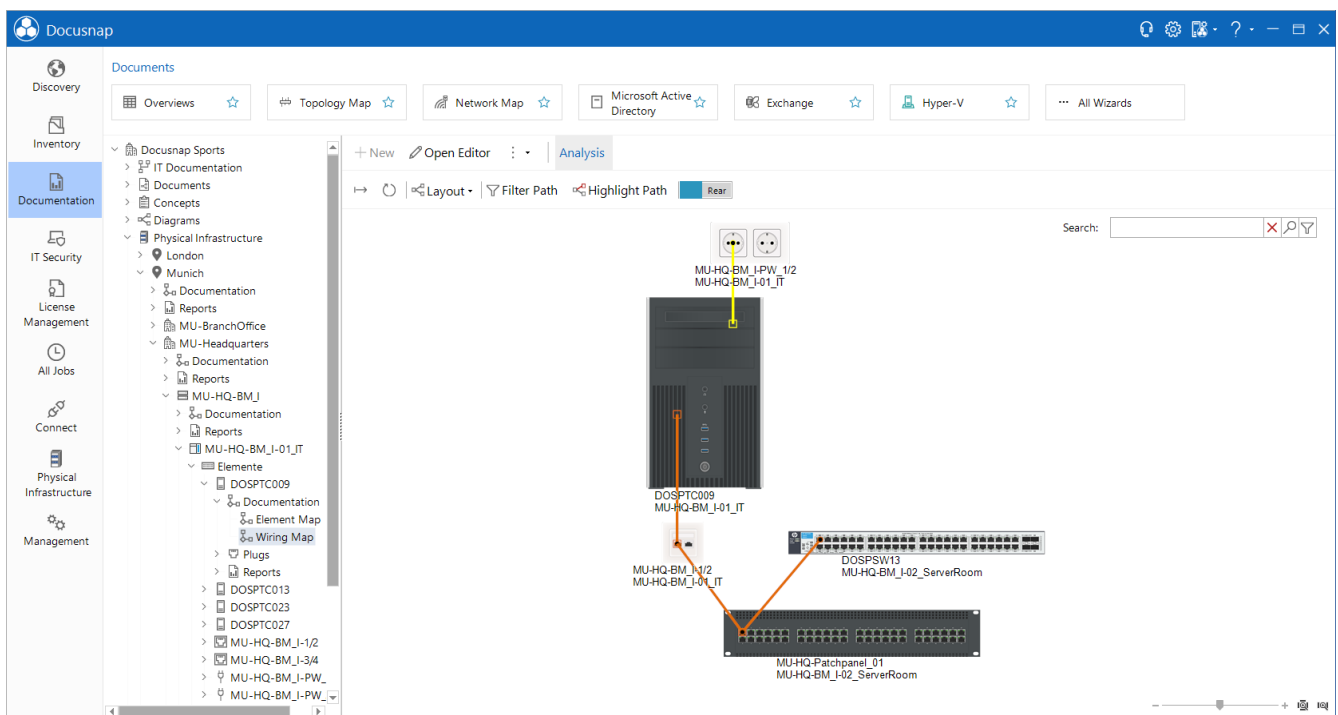 Docusnap
Discovery
Inventory
Documentation
IT Security
License
Management
All Jobs
Connect
Physical
Infrastructure
Management
Documents
Overviews
Topology Map
Network Map
Microsoft Active
Directory
Exchange
Hyper-V
All Wizards
Docusnap Sports
IT Documentation
Documents
Concepts
Diagrams
Physical Infrastructure
London
Munich
Documentation
Reports
MU-BranchOffice
MU-Headquarters
Documentation
Reports
MU-HQ-BM_I
Documentation
Reports
MU-HQ-BM_I-01_IT
Elemente
DOSPTC009
Documentation
Element Map
Wiring Map
Plugs
Reports
DOSPTC013
DOSPTC023
DOSPTC027
MU-HQ-BM_I-1/2
MU-HQ-BM_I-3/4
MU-HQ-BM_I-PW_
MU-HQ-BM_I-PW_
New Open Editor Analysis
Layout Filter Path Highlight Path Rear
Search:
MU-HQ-BM_I-PW_1/2
MU-HQ-BM_I-01_IT
DOSPTC009
MU-HQ-BM_I-01_IT
MU-HQ-BM_I-1/2
MU-HQ-BM_I-01_IT
DOSPSW13
MU-HQ-BM_I-02_ServerRoom
MU-HQ-Patchpanel_01
MU-HQ-BM_I-02_ServerRoom